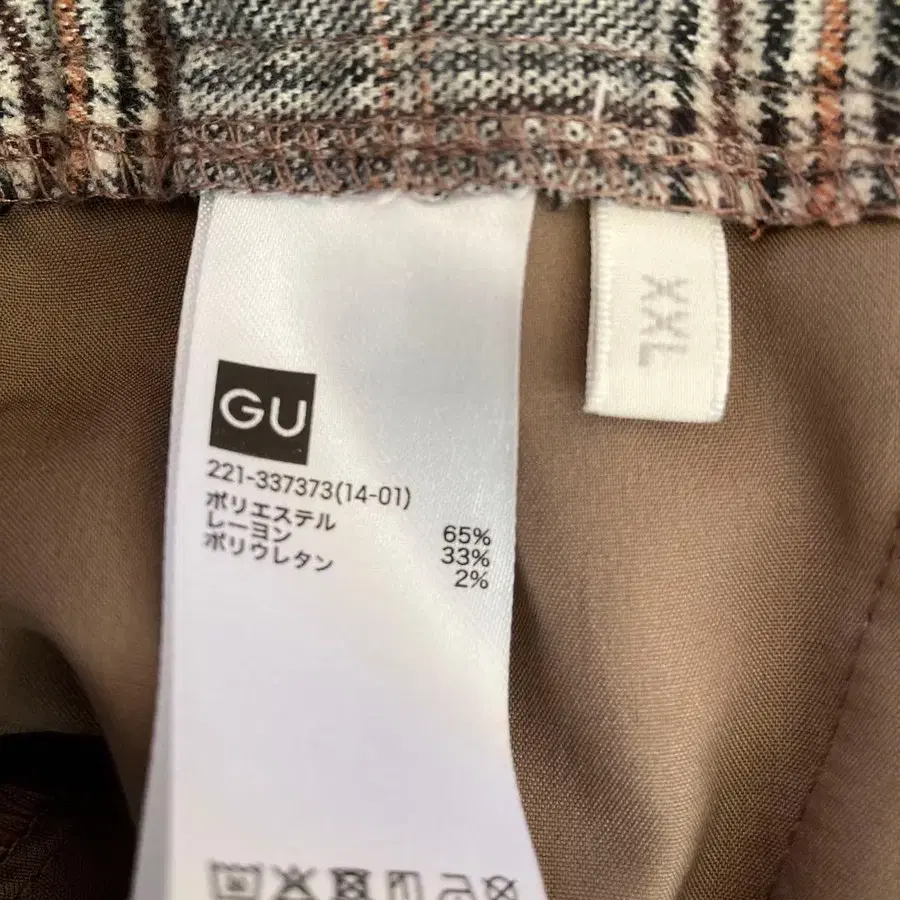 GU
221-337373(14-01)
ポリエステル 65%
レーヨン 33%
ポリウレタン 2%
XXL